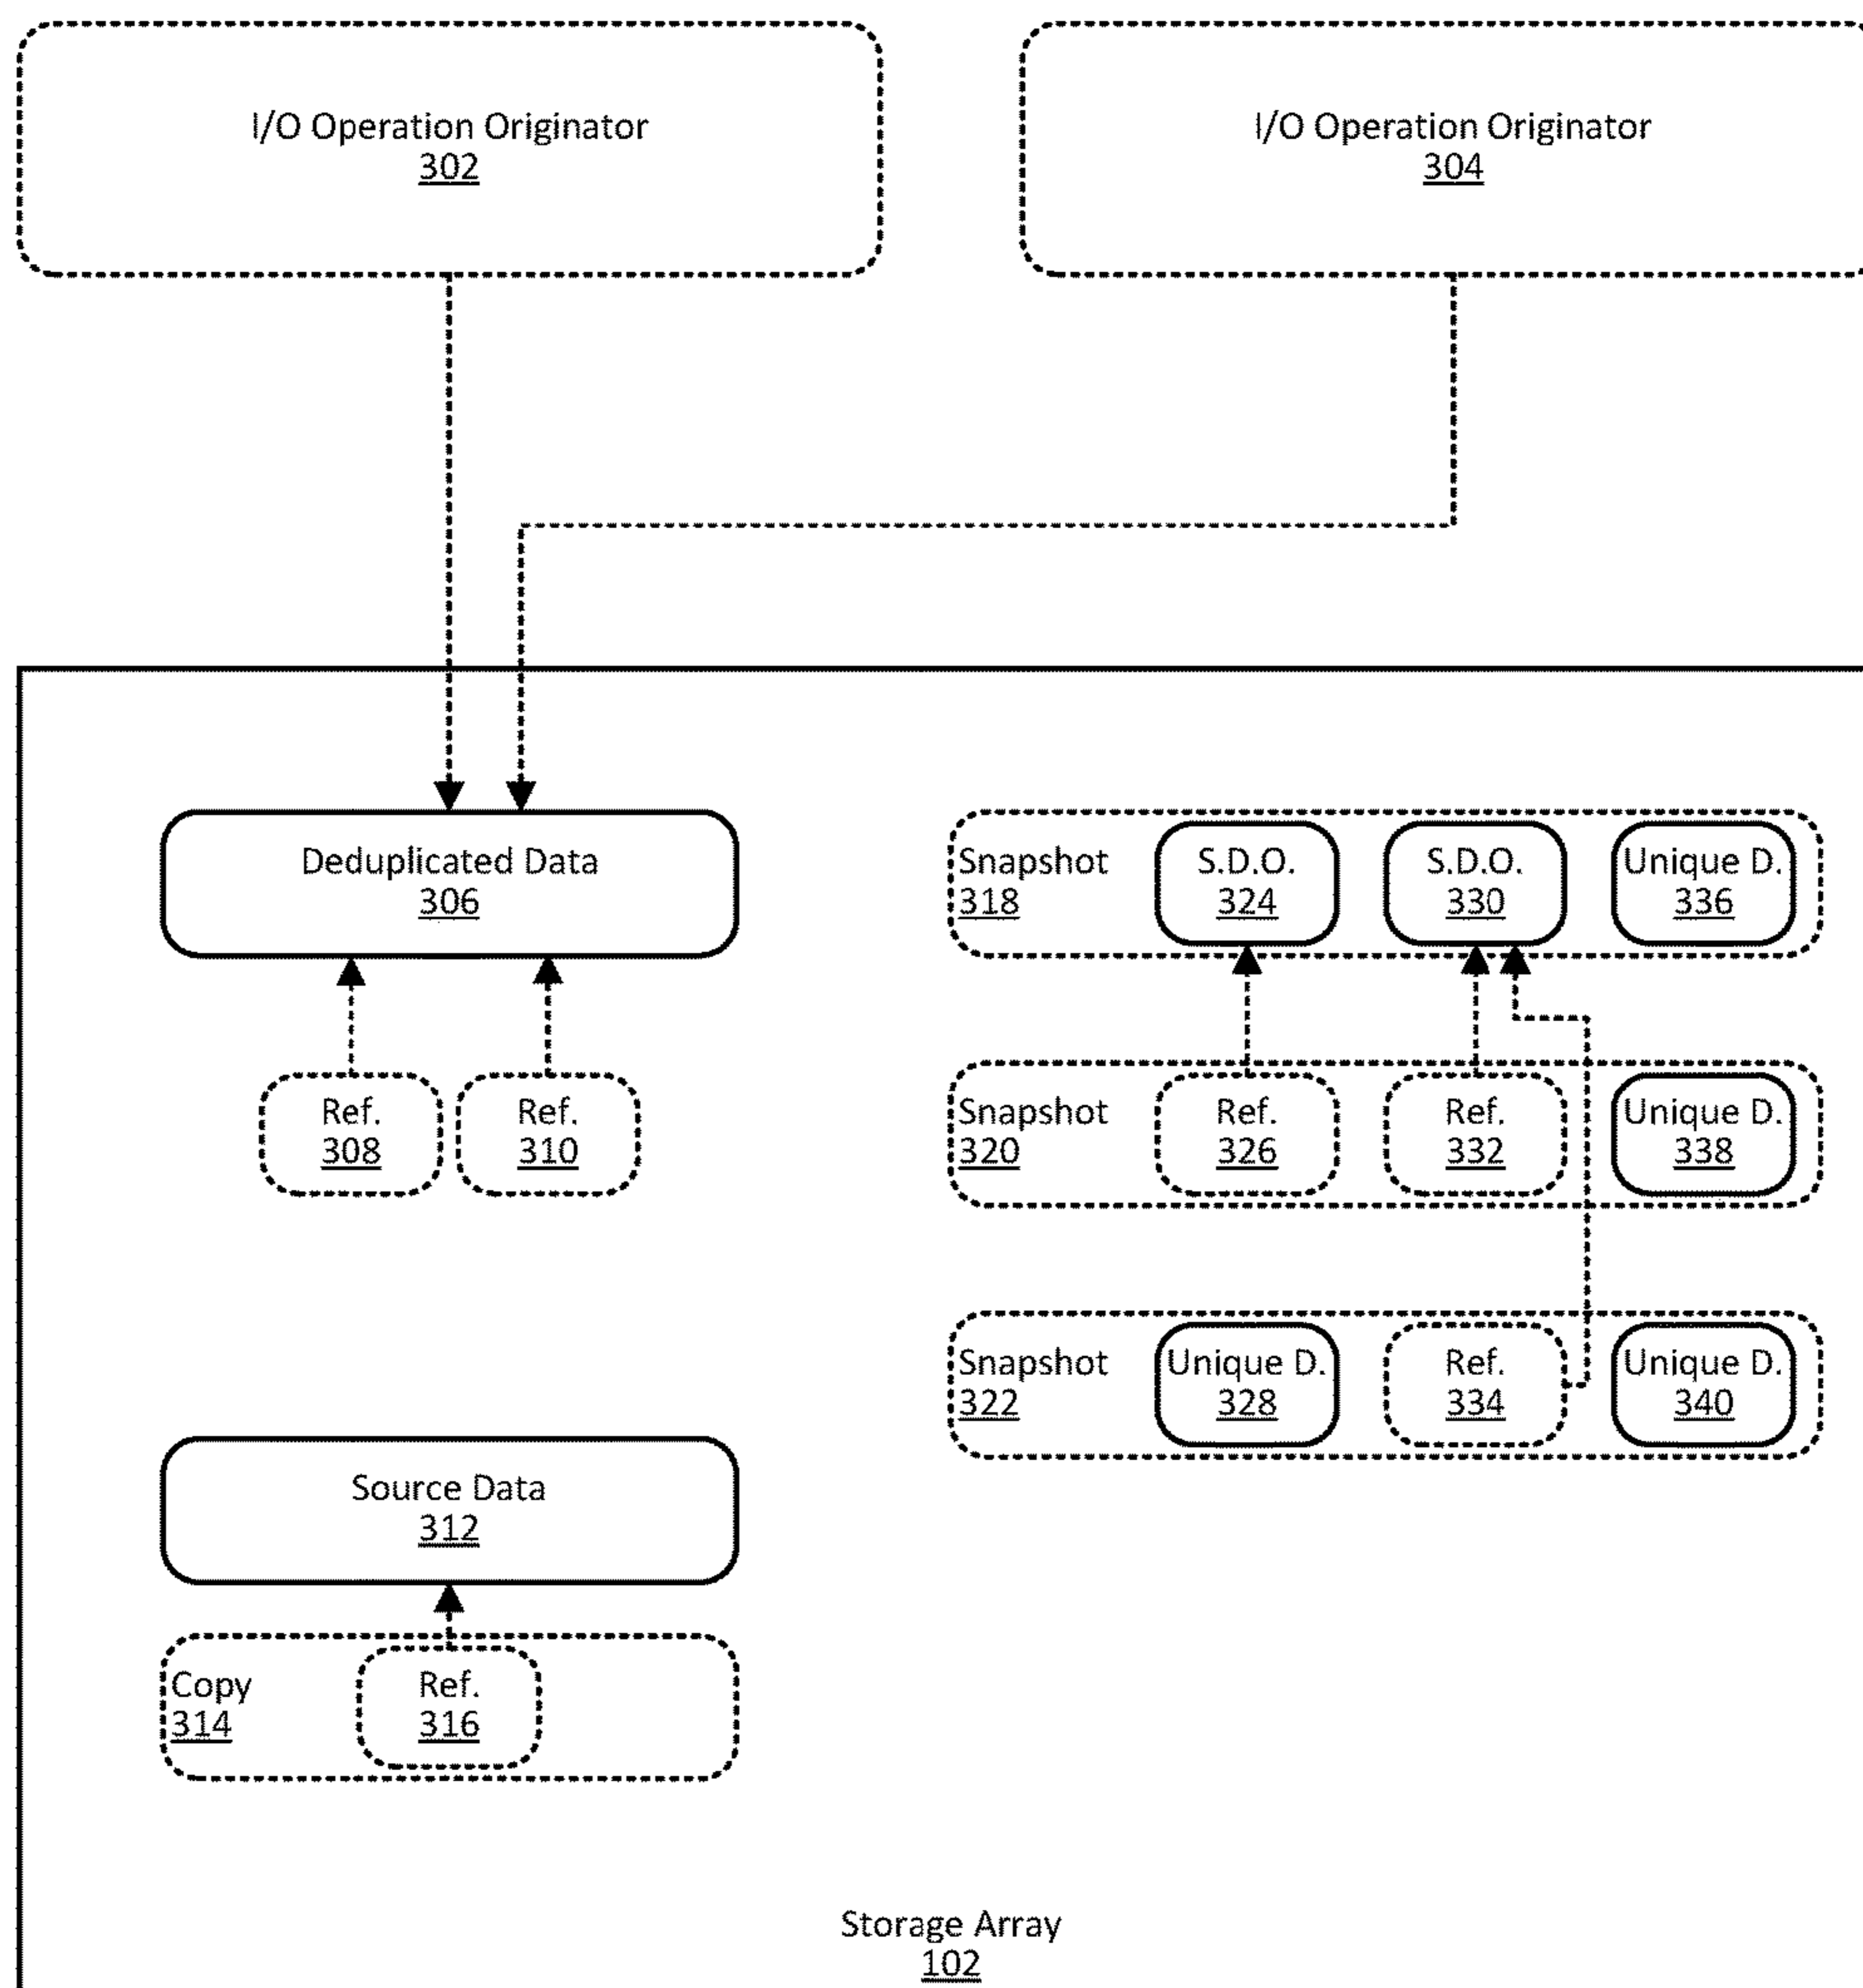 I/O Operation Originator
302
I/O Operation Originator
304
Deduplicated Data
306
Ref.
308
Ref.
310
Snapshot
318
S.D.O.
324
S.D.O.
330
Unique D.
336
Snapshot
320
Ref.
326
Ref.
332
Unique D.
338
Snapshot
322
Unique D.
328
Ref.
334
Unique D.
340
Source Data
312
Copy
314
Ref.
316
Storage Array
102